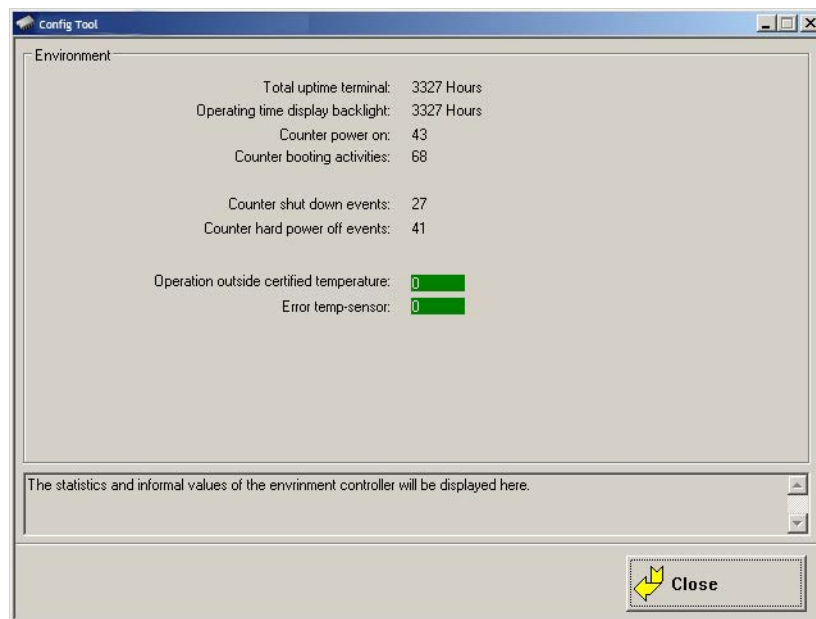 Config Tool
Environment
Total uptime terminal: 3327 Hours
Operating time display backlight: 3327 Hours
Counter power on: 43
Counter booting activities: 68
Counter shut down events: 27
Counter hard power off events: 41
Operation outside certified temperature: 0
Error temp-sensor: 0
The statistics and informal values of the envrinment controller will be displayed here.
Close